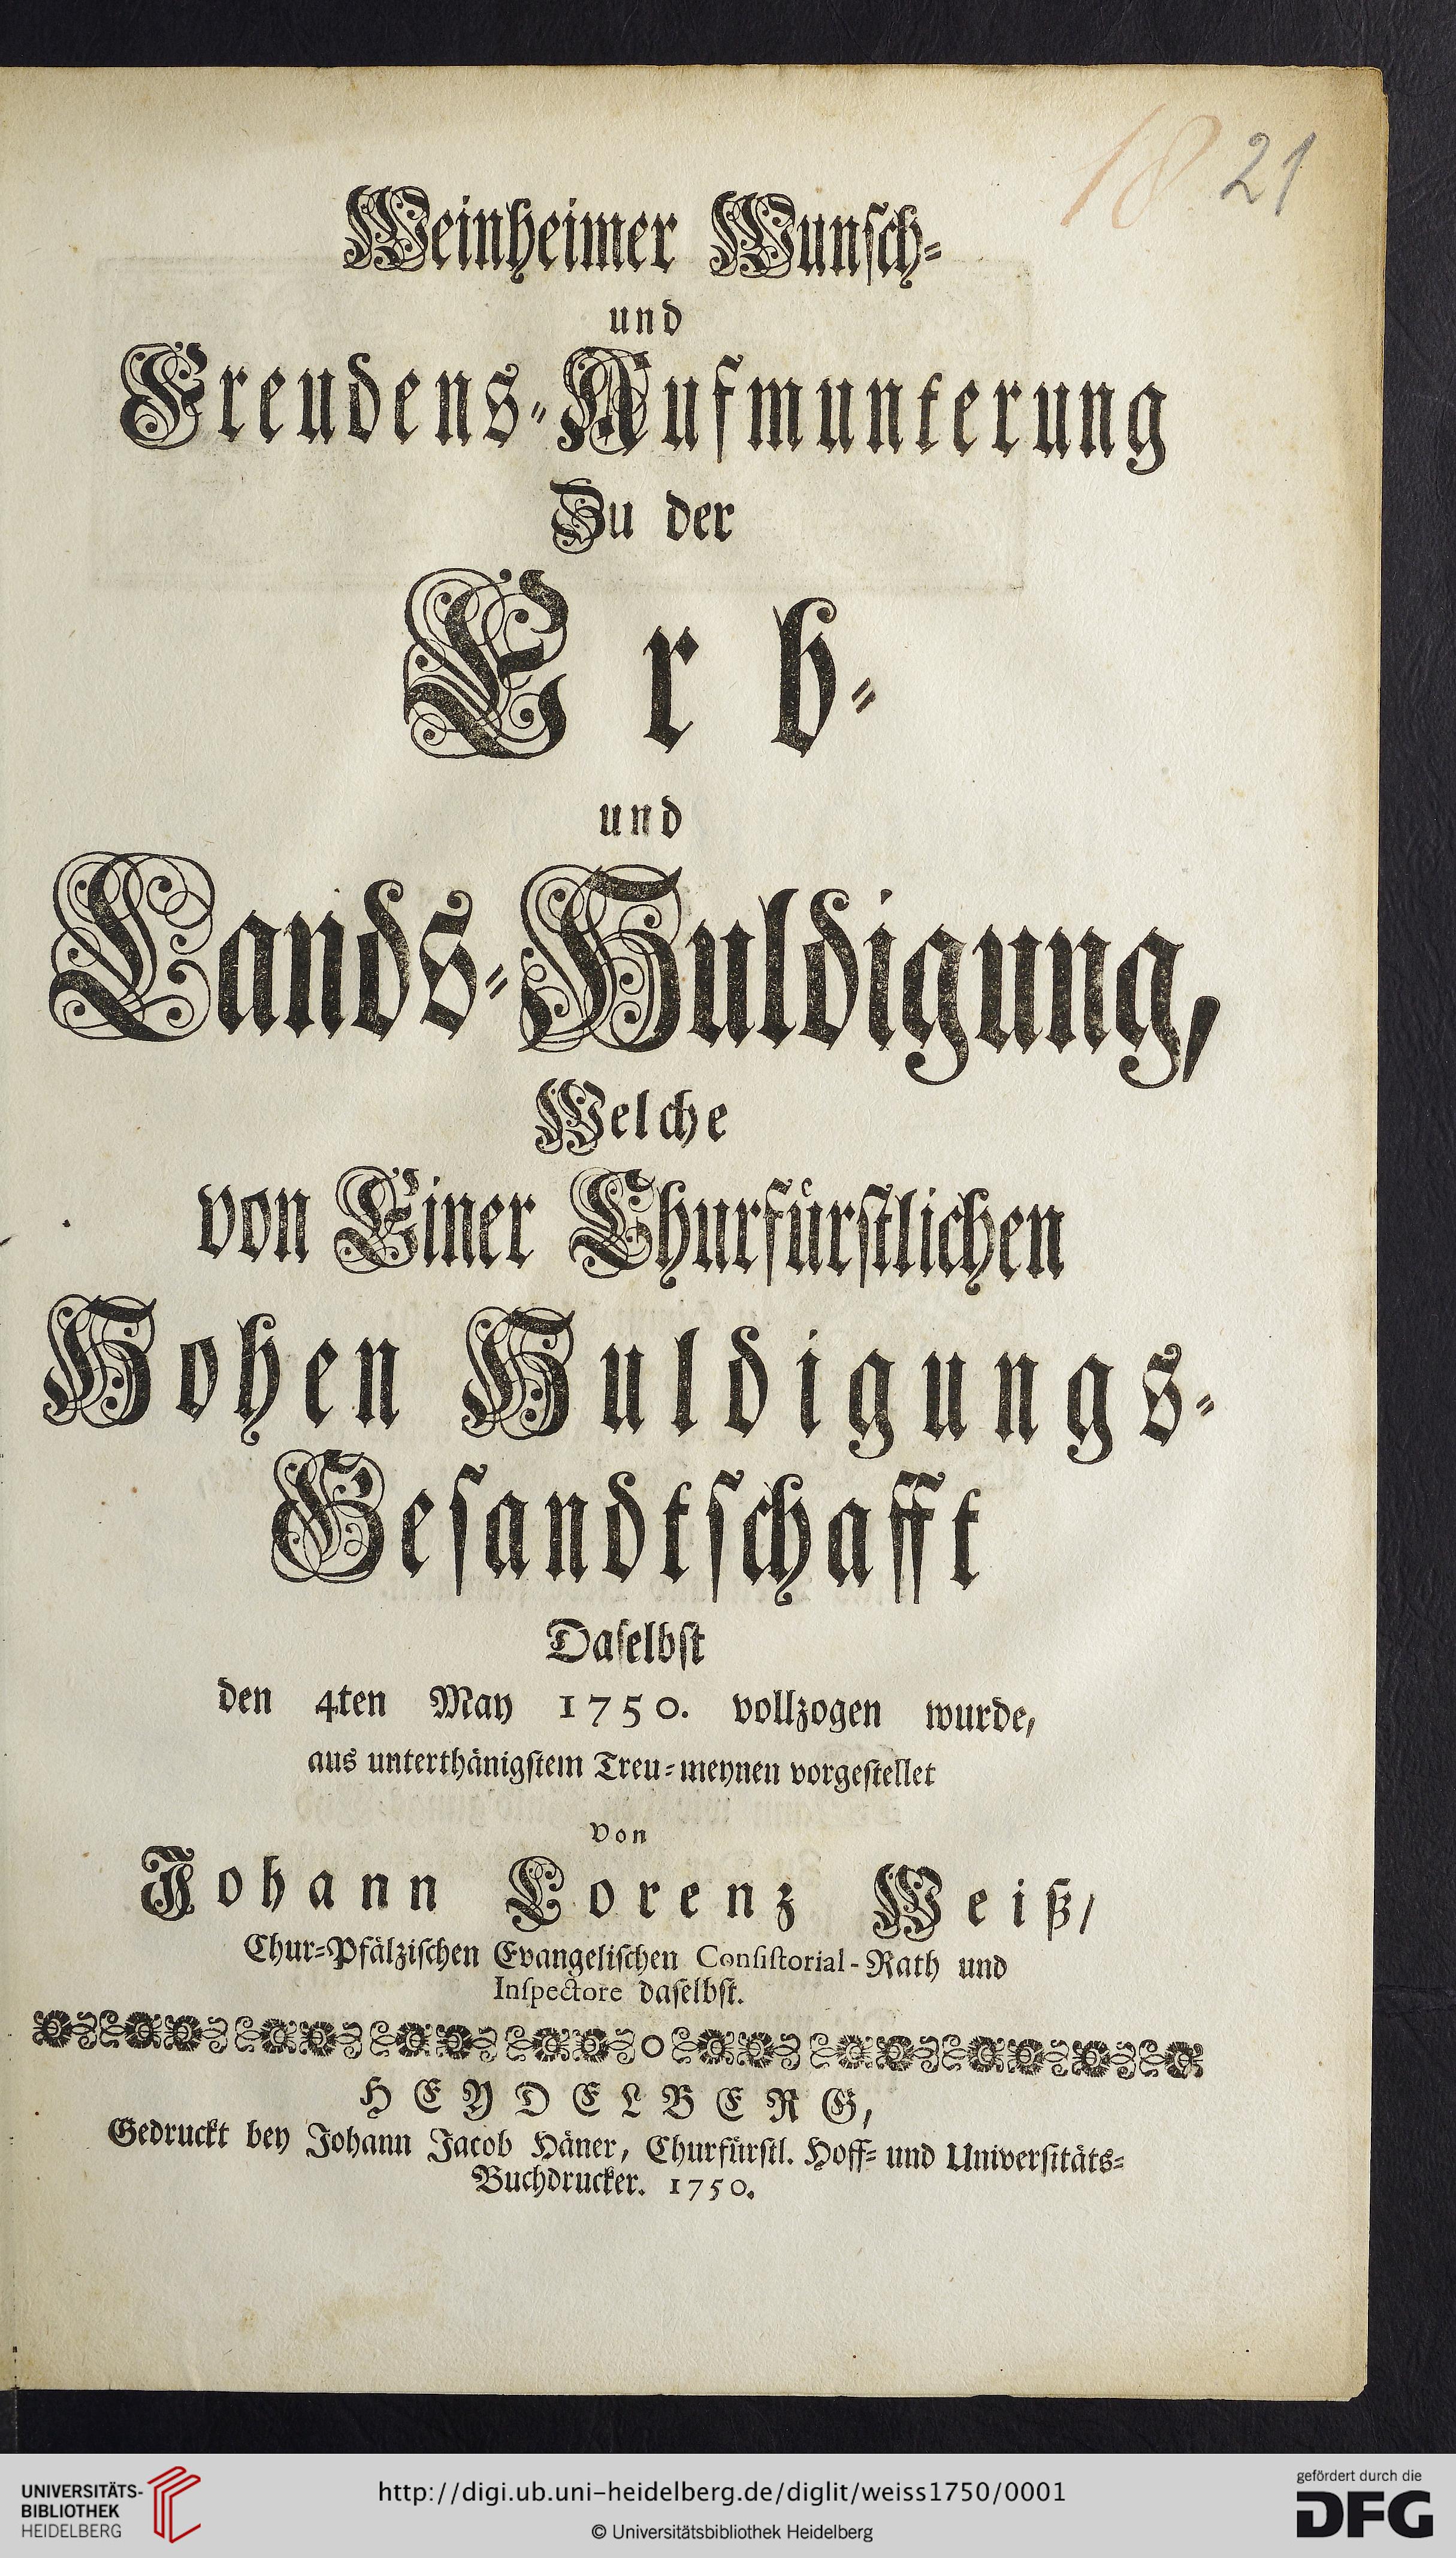 18 21
Weinheimer Wunsch-
und
Freudens-Aufmunterung
Zu der
Erb-
und
Lands-Huldigung,
Welche
von Einer Churfürstlichen
Hohen Huldigungs-
Gesandtschafft
Daselbst
den 4ten May 1750. vollzogen wurde,
aus unterthänigstem Treu-meynen vorgestellet
von
Johann Lorenz Weiß,
Chur-Pfälzischen Evangelischen Consistorial-Rath und
Inspectore daselbst.
HEYDELBERG,
Gedruckt bey Johann Jacob Häner, Churfürstl. Hoff- und Universitäts-
Buchdrucker. 1750.
UNIVERSITÄTS-
BIBLIOTHEK
HEIDELBERG
http://digi.ub.uni-heidelberg.de/diglit/weiss1750/0001
© Universitätsbibliothek Heidelberg
gefördert durch die
DFG